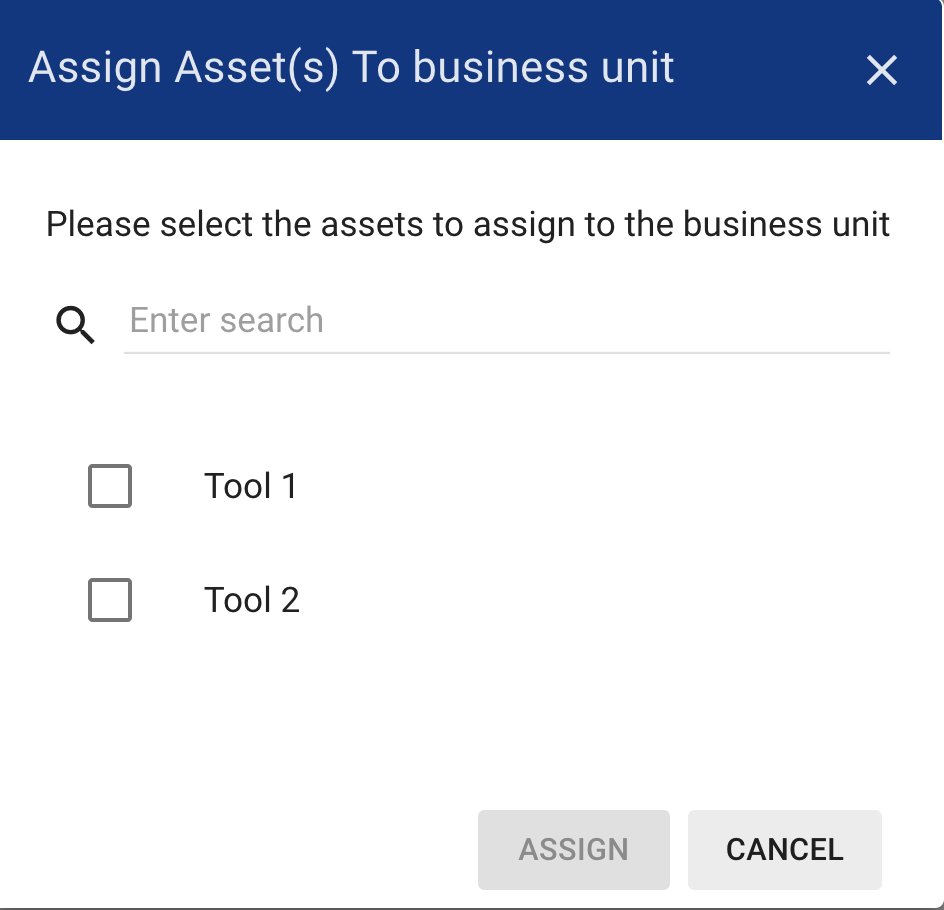 Assign Asset(s) To business unit
Please select the assets to assign to the business unit
Enter search
Tool 1
Tool 2
ASSIGN
CANCEL